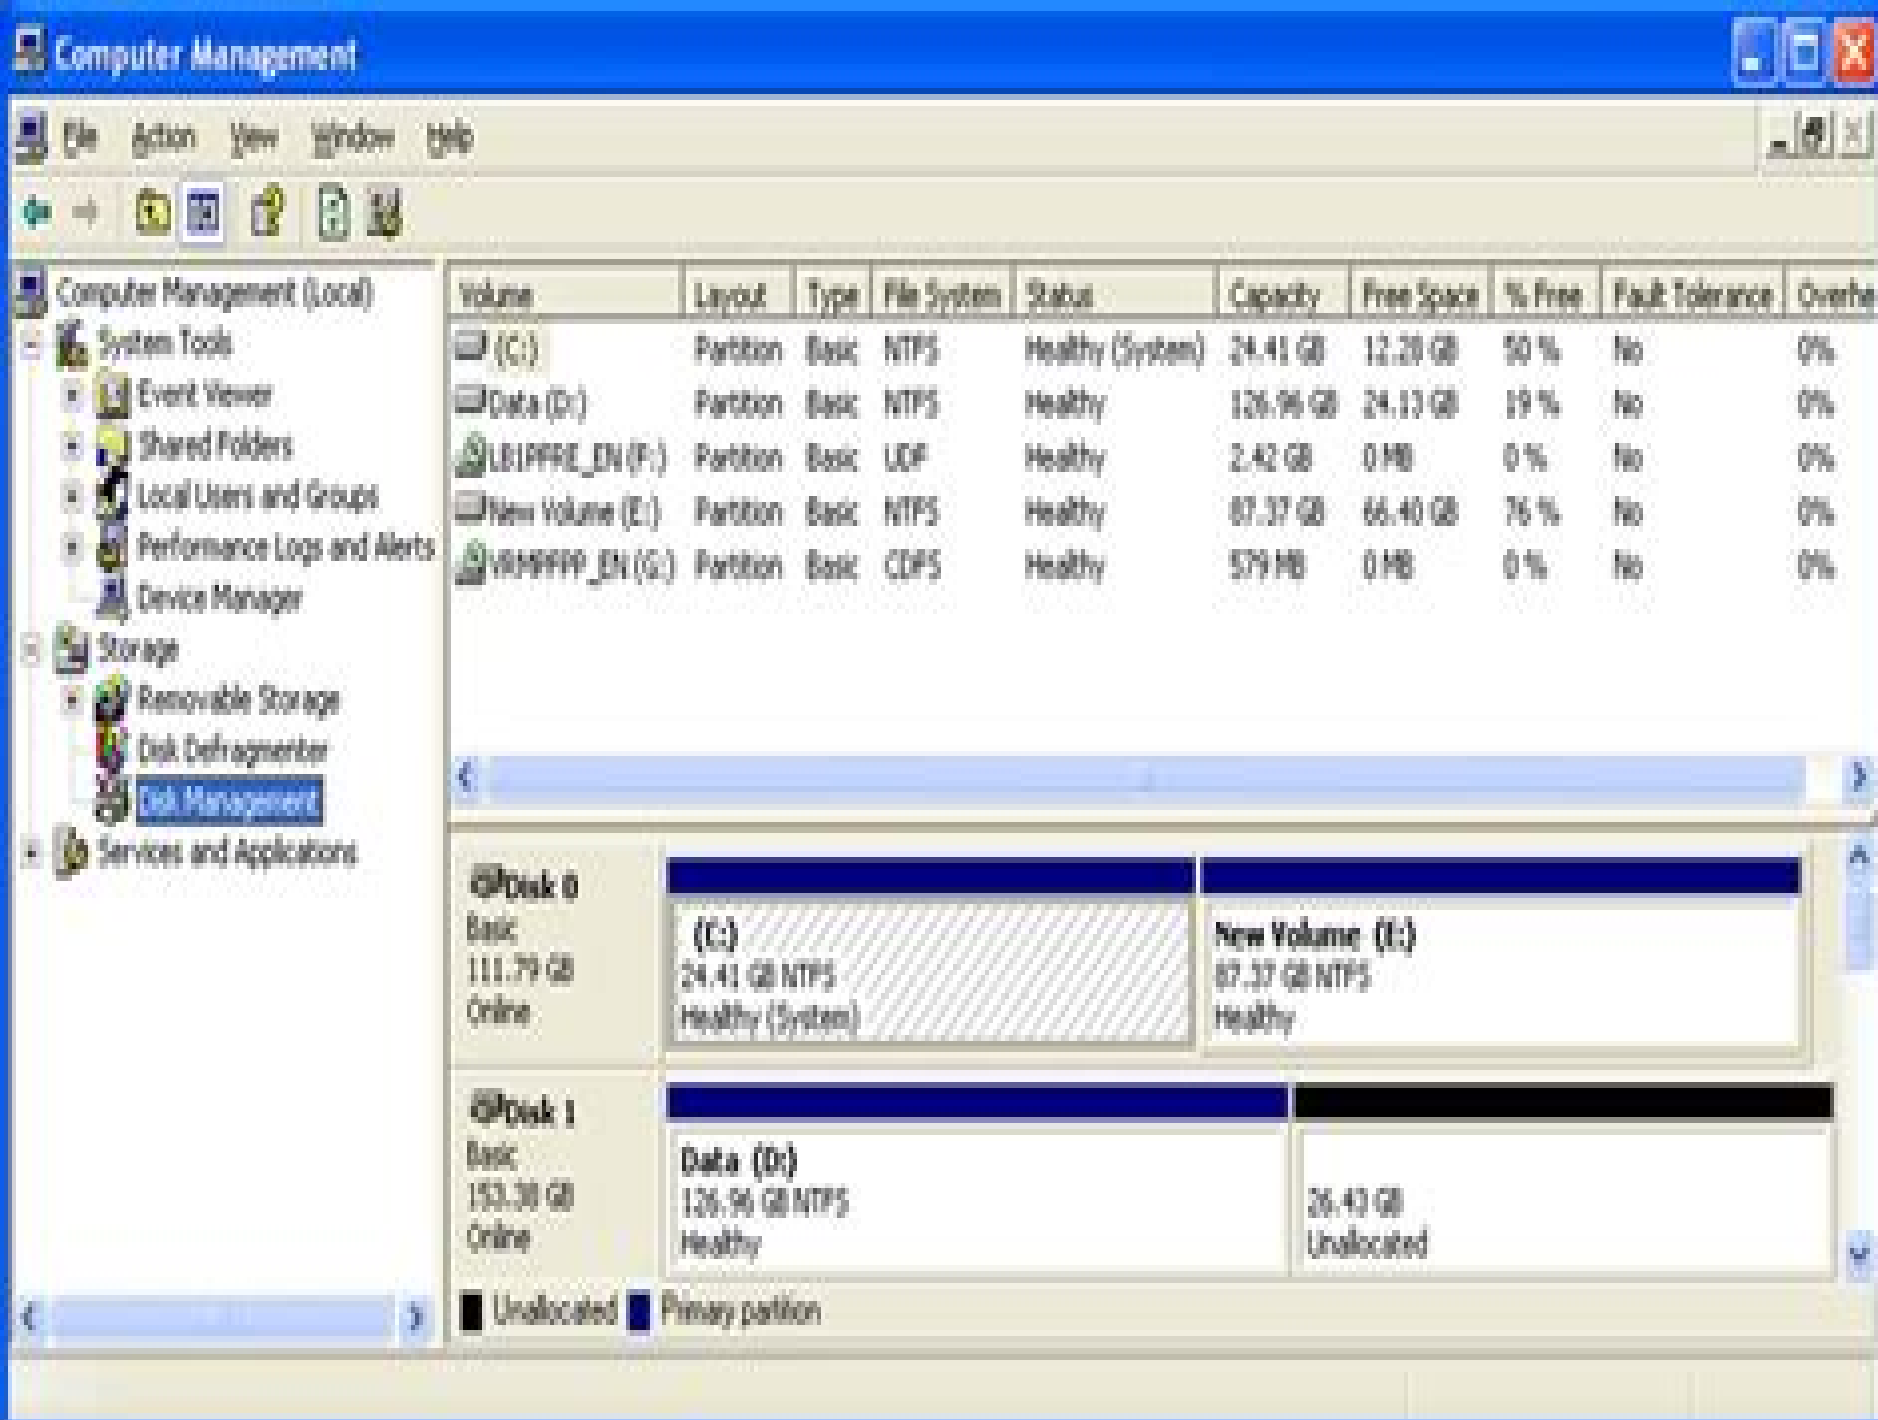 Computer Management
File Action View Window Help
Computer Management (Local)
System Tools
Event Viewer
Shared Folders
Local Users and Groups
Performance Logs and Alerts
Device Manager
Storage
Removable Storage
Disk Defragmenter
Disk Management
Services and Applications
Volume Layout Type File System Status Capacity Free Space % Free Fault Tolerance Overhe
(C:) Partition Basic NTFS Healthy (System) 24.41 GB 12.28 GB 50 % No 0%
Data (D:) Partition Basic NTFS Healthy 126.96 GB 24.13 GB 19 % No 0%
(F:) Partition Basic UDF Healthy 2.42 GB 0 MB 0 % No 0%
New Volume (E:) Partition Basic NTFS Healthy 87.37 GB 66.40 GB 76 % No 0%
(G:) Partition Basic CDFS Healthy 579 MB 0 MB 0 % No 0%
Disk 0
Basic
111.79 GB
Online
(C:)
24.41 GB NTFS
Healthy (System)
New Volume (E:)
87.37 GB NTFS
Healthy
Disk 1
Basic
153.38 GB
Online
Data (D:)
126.96 GB NTFS
Healthy
26.43 GB
Unallocated
Unallocated Primary partition